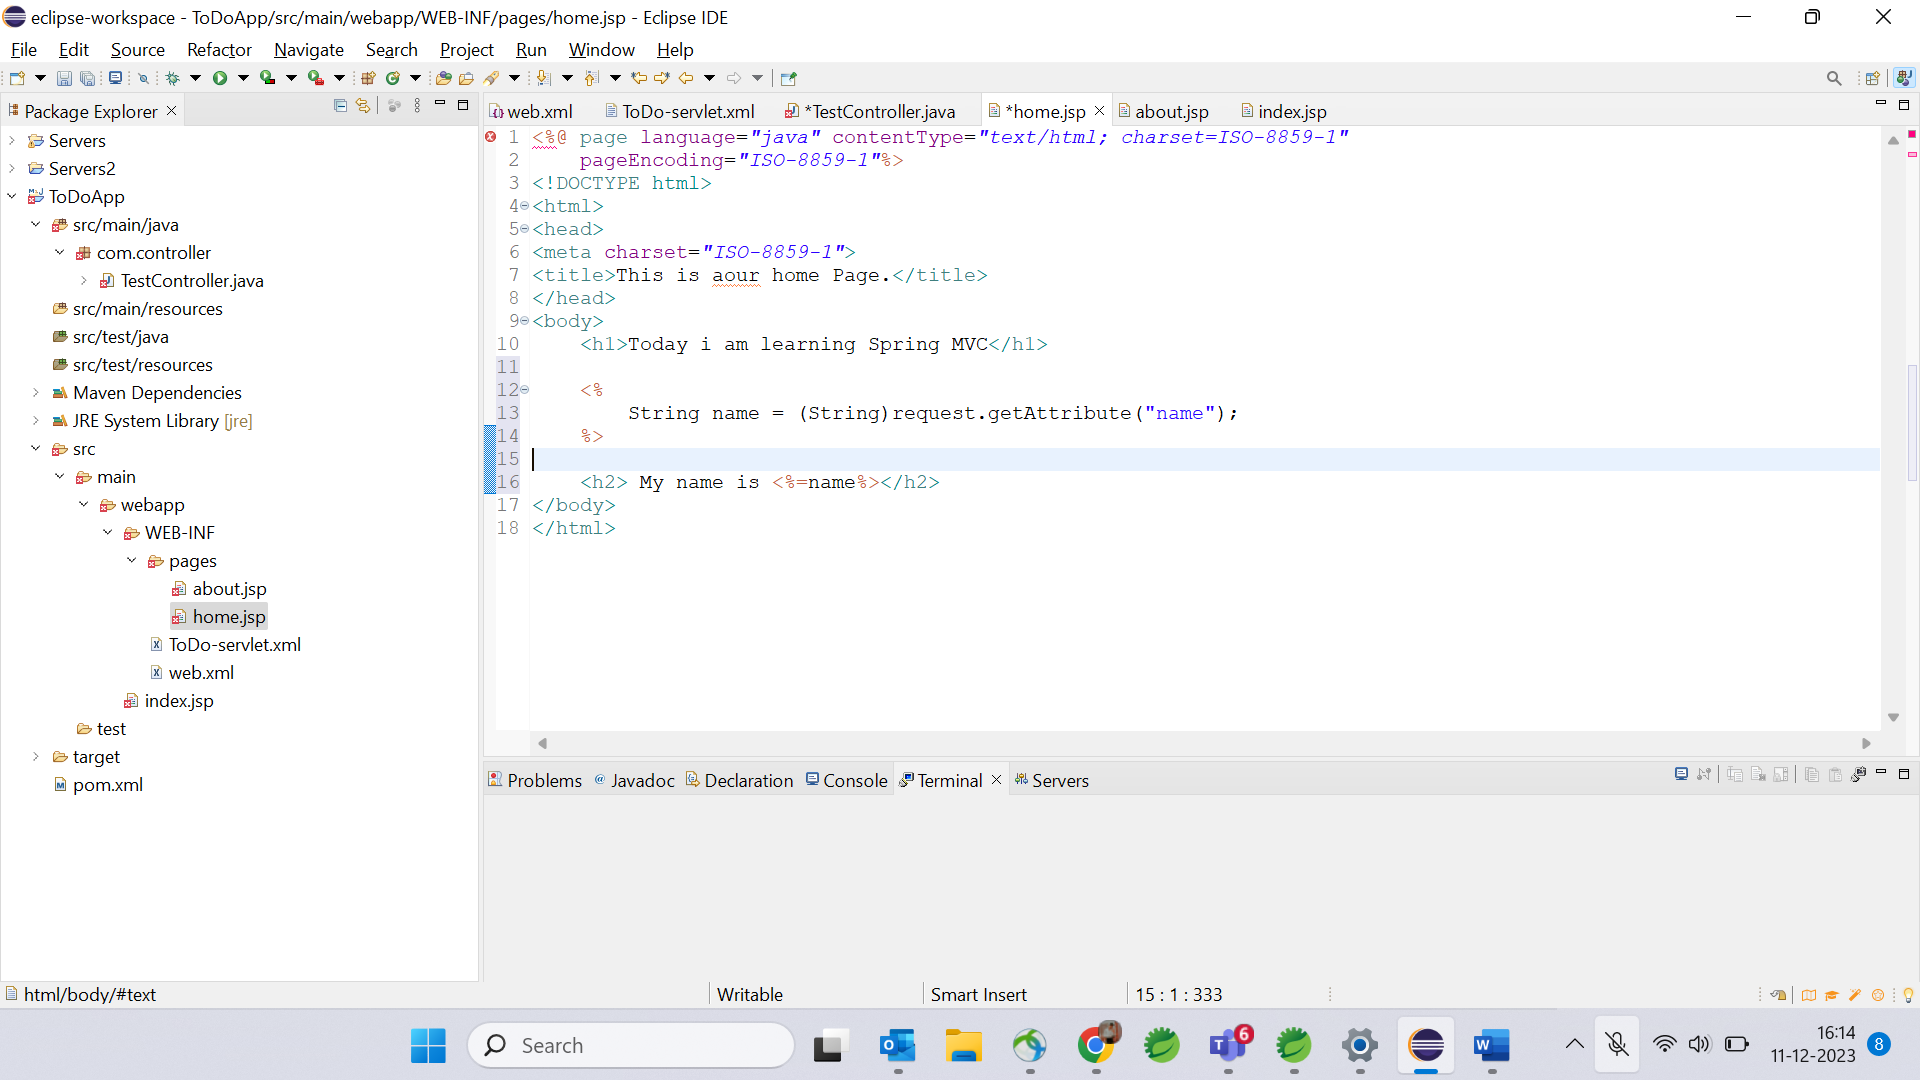 eclipse-workspace - ToDoApp/src/main/webapp/WEB-INF/pages/home.jsp - Eclipse IDE
File Edit Source Refactor Navigate Search Project Run Window Help
Package Explorer
Servers
Servers2
ToDoApp
src/main/java
com.controller
TestController.java
src/main/resources
src/test/java
src/test/resources
Maven Dependencies
JRE System Library [jre]
src
main
webapp
WEB-INF
pages
about.jsp
home.jsp
ToDo-servlet.xml
web.xml
index.jsp
test
target
pom.xml
web.xml ToDo-servlet.xml *TestController.java *home.jsp about.jsp index.jsp
1 <%@ page language="java" contentType="text/html; charset=ISO-8859-1"
2 pageEncoding="ISO-8859-1"%>
3 <!DOCTYPE html>
4 <html>
5 <head>
6 <meta charset="ISO-8859-1">
7 <title>This is aour home Page.</title>
8 </head>
9 <body>
10 <h1>Today i am learning Spring MVC</h1>
11
12 <%
13 String name = (String)request.getAttribute("name");
14 %>
15
16 <h2> My name is <%=name%></h2>
17 </body>
18 </html>
Problems Javadoc Declaration Console Terminal Servers
html/body/#text Writable Smart Insert 15 : 1 : 333
Search
6
16:14
11-12-2023
8